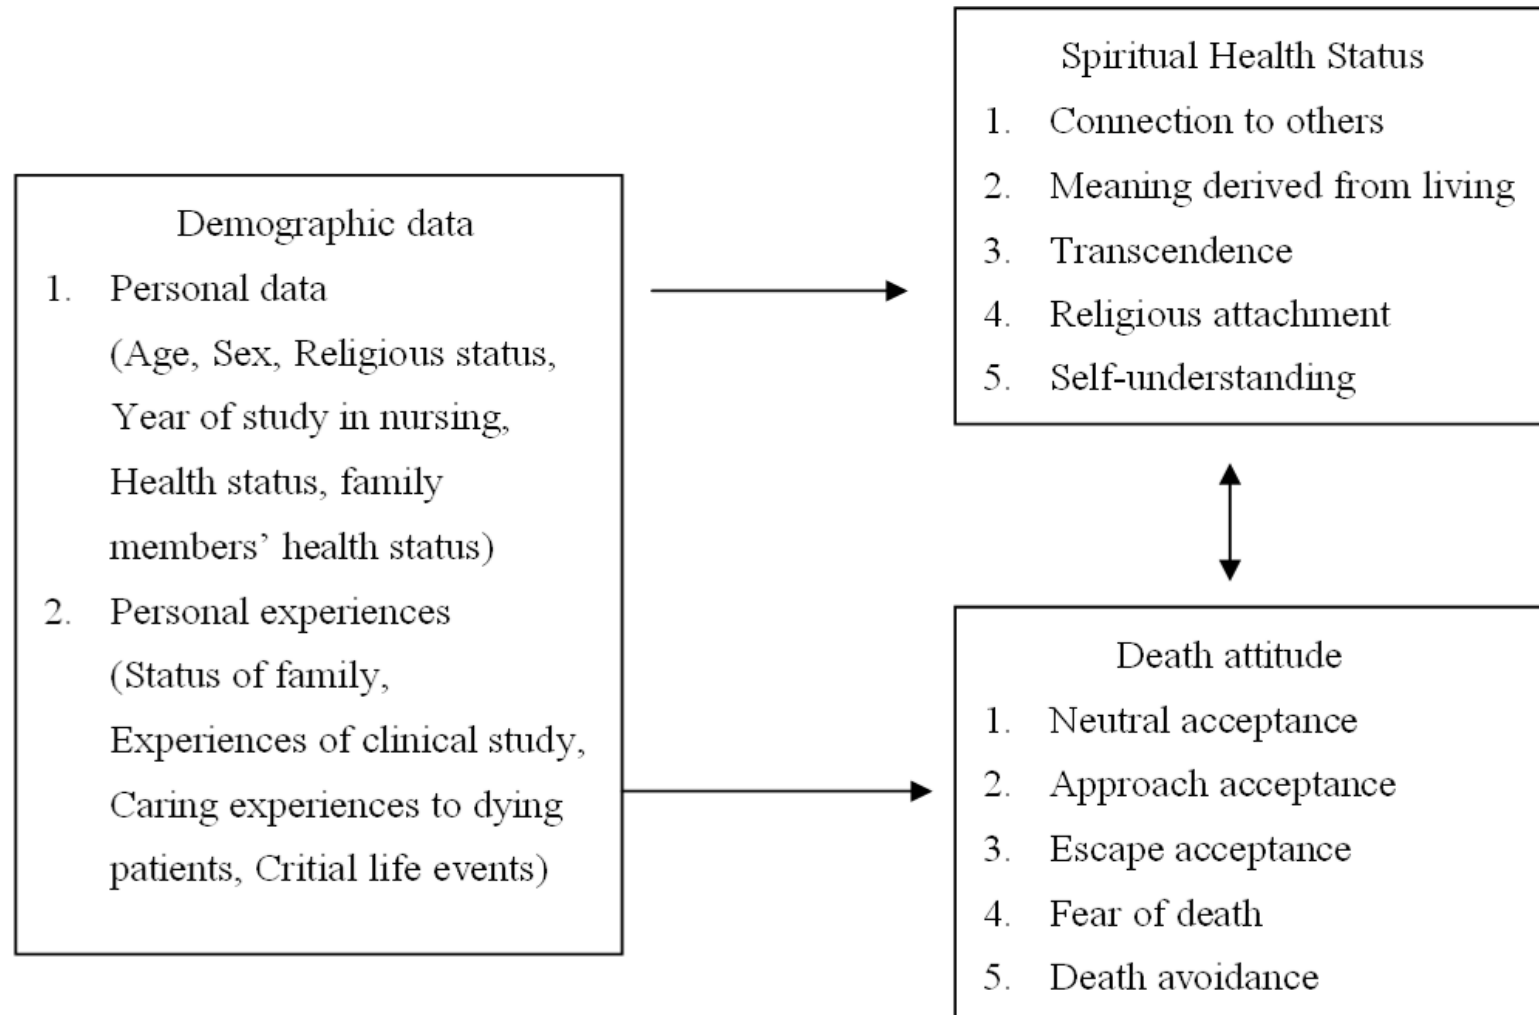 Demographic data
1. Personal data
(Age, Sex, Religious status,
Year of study in nursing,
Health status, family
members’ health status)
2. Personal experiences
(Status of family,
Experiences of clinical study,
Caring experiences to dying
patients, Critial life events)
Spiritual Health Status
1. Connection to others
2. Meaning derived from living
3. Transcendence
4. Religious attachment
5. Self-understanding
Death attitude
1. Neutral acceptance
2. Approach acceptance
3. Escape acceptance
4. Fear of death
5. Death avoidance